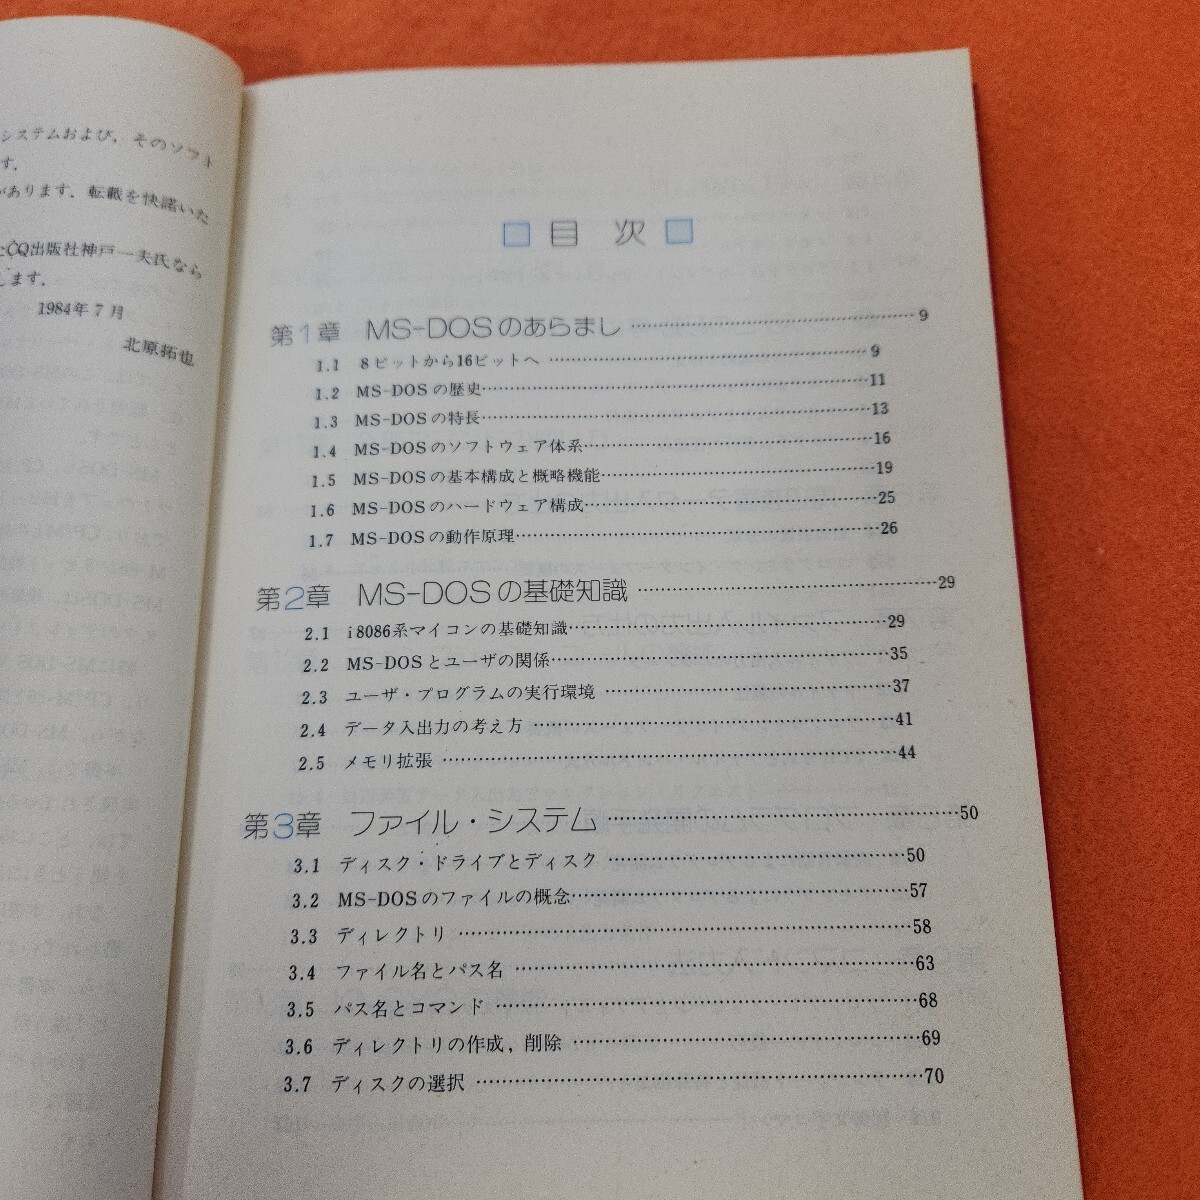 システムおよび，そのソフト
す．
があります．転載を快諾いた
CQ出版社神戸一夫氏なら
ます．
1984年7月
北原拓也
目 次
第1章 MS-DOSのあらまし……9
1.1 8ビットから16ビットへ……9
1.2 MS-DOSの歴史……11
1.3 MS-DOSの特長……13
1.4 MS-DOSのソフトウェア体系……16
1.5 MS-DOSの基本構成と概略機能……19
1.6 MS-DOSのハードウェア構成……25
1.7 MS-DOSの動作原理……26
第2章 MS-DOSの基礎知識……29
2.1 i8086系マイコンの基礎知識……29
2.2 MS-DOSとユーザの関係……35
2.3 ユーザ・プログラムの実行環境……37
2.4 データ入出力の考え方……41
2.5 メモリ拡張……44
第3章 ファイル・システム……50
3.1 ディスク・ドライブとディスク……50
3.2 MS-DOSのファイルの概念……57
3.3 ディレクトリ……58
3.4 ファイル名とパス名……63
3.5 パス名とコマンド……68
3.6 ディレクトリの作成，削除……69
3.7 ディスクの選択……70